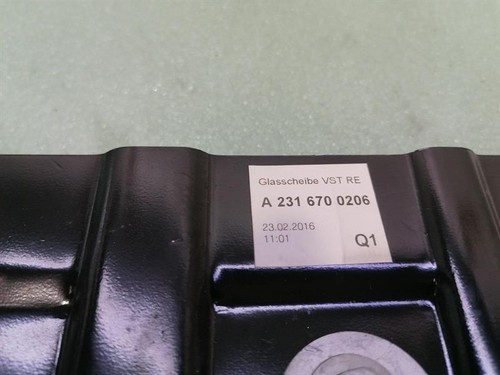 Glasscheibe VST RE
A 231 670 0206
23.02.2016
11:01 Q1